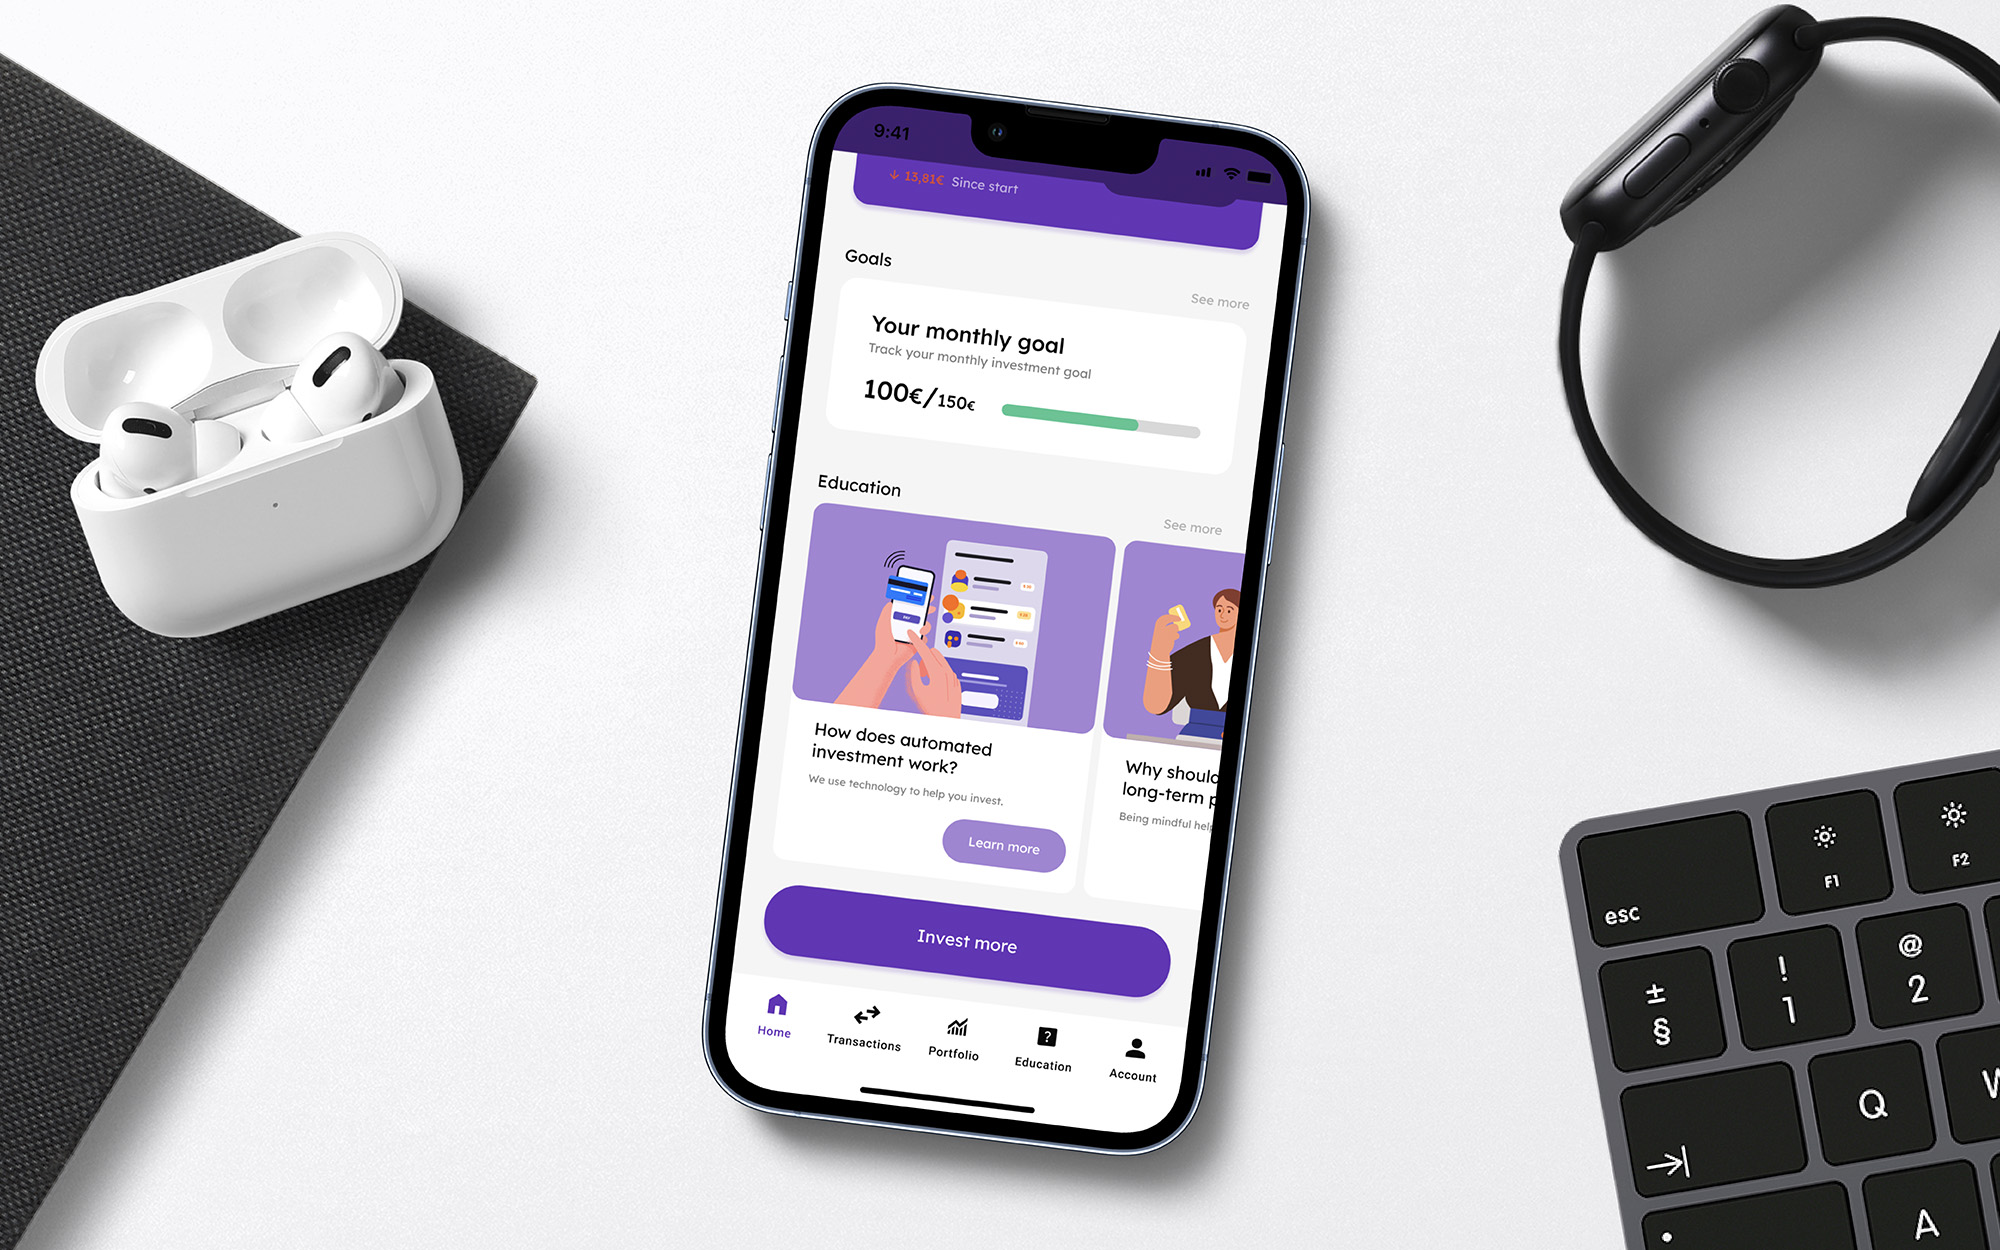 9:41
↓ 13,81€ Since start
Goals
See more
Your monthly goal
Track your monthly investment goal
100€/150€
Education
See more
PAY
How does automated
investment work?
We use technology to help you invest.
Learn more
Why should
long-term p
Being mindful help
Invest more
Home
Transactions
Portfolio
Education
Account
esc
F1
F2
±
§
!
1
@
2
Q
W
A